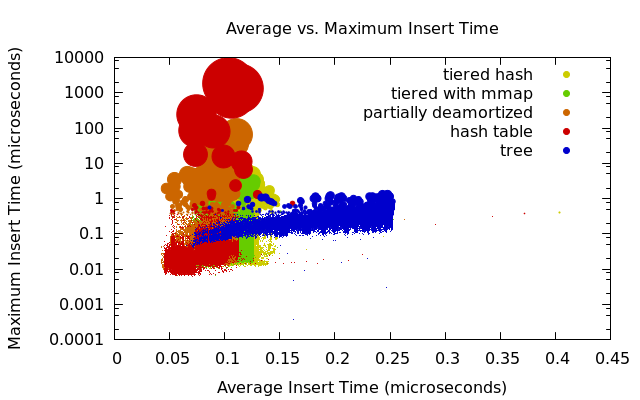 Average vs. Maximum Insert Time
Maximum Insert Time (microseconds)
10000
1000
100
10
1
0.1
0.01
0.001
0.0001
tiered hash
tiered with mmap
partially deamortized
hash table
tree
0 0.05 0.1 0.15 0.2 0.25 0.3 0.35 0.4 0.45
Average Insert Time (microseconds)